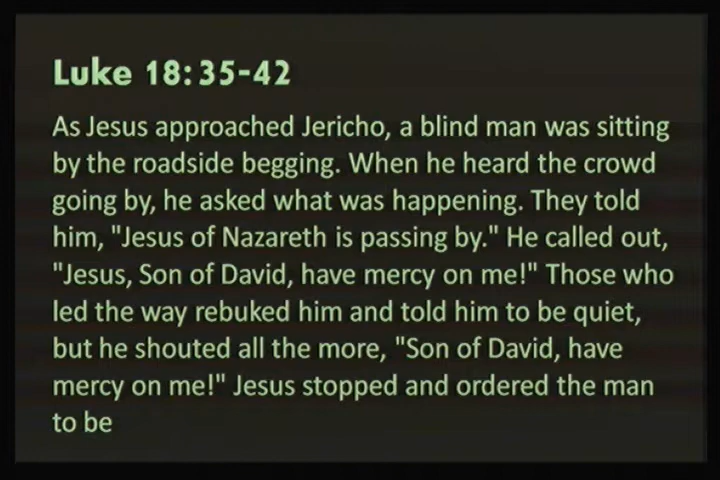 Luke 18:35-42
As Jesus approached Jericho, a blind man was sitting
by the roadside begging. When he heard the crowd
going by, he asked what was happening. They told
him, "Jesus of Nazareth is passing by." He called out,
"Jesus, Son of David, have mercy on me!" Those who
led the way rebuked him and told him to be quiet,
but he shouted all the more, "Son of David, have
mercy on me!" Jesus stopped and ordered the man
to be